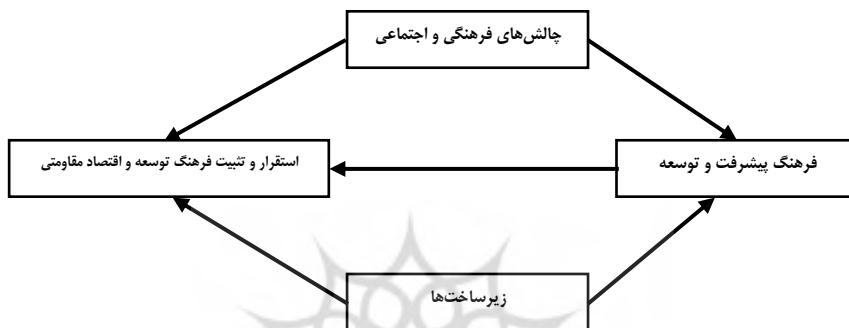 چالش‌های فرهنگی و اجتماعی
فرهنگ پیشرفت و توسعه
استقرار و تثبیت فرهنگ توسعه و اقتصاد مقاومتی
زیرساخت‌ها